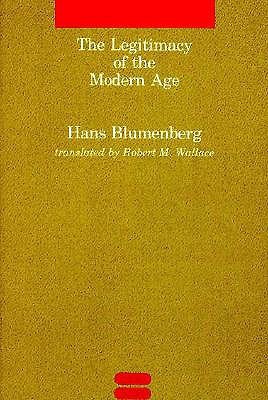 The Legitimacy
of the
Modern Age
Hans Blumenberg
translated by Robert M. Wallace